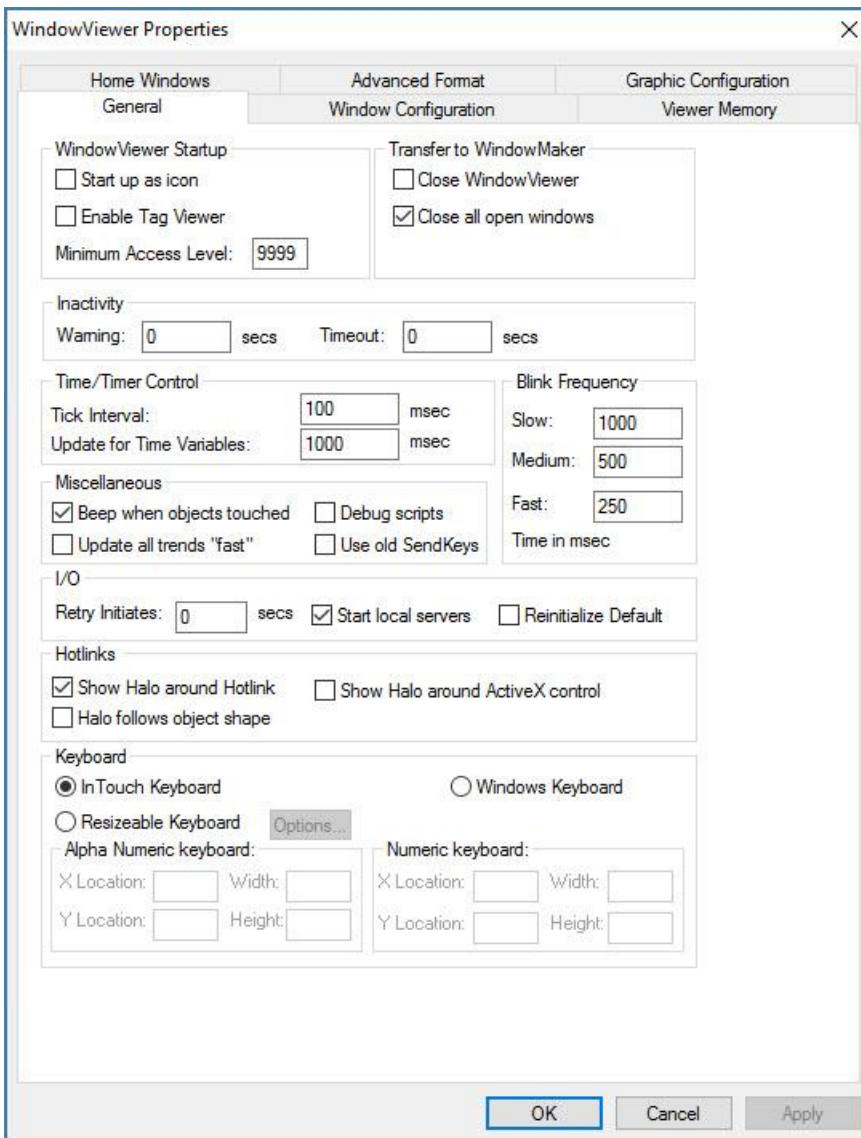 WindowViewer Properties
Home Windows Advanced Format Graphic Configuration
General Window Configuration Viewer Memory
WindowViewer Startup Transfer to WindowMaker
Start up as icon Close WindowViewer
Enable Tag Viewer Close all open windows
Minimum Access Level: 9999
Inactivity
Warning: 0 secs Timeout: 0 secs
Time/Timer Control Blink Frequency
Tick Interval: 100 msec
Slow: 1000
Update for Time Variables: 1000 msec
Medium: 500
Miscellaneous
Beep when objects touched Debug scripts Fast: 250
Update all trends "fast" Use old SendKeys Time in msec
I/O
Retry Initiates: 0 secs Start local servers Reinitialize Default
Hotlinks
Show Halo around Hotlink Show Halo around ActiveX control
Halo follows object shape
Keyboard
InTouch Keyboard Windows Keyboard
Resizeable Keyboard Options...
Alpha Numeric keyboard: Numeric keyboard:
X Location: Width: X Location: Width:
Y Location: Height: Y Location: Height:
OK Cancel Apply